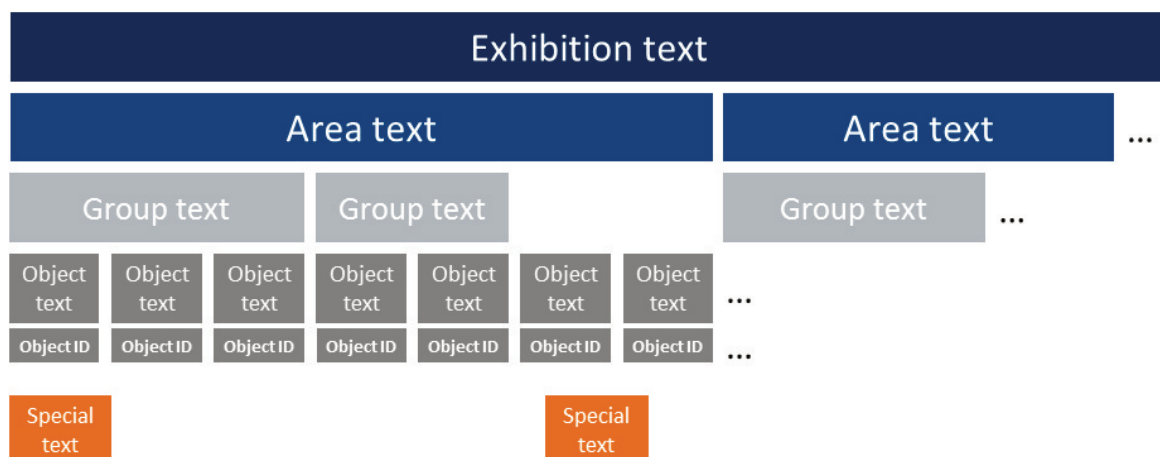 Exhibition text
Area text Area text ...
Group text Group text Group text ...
Object Object Object Object Object Object Object
text text text text text text text ...
Object ID Object ID Object ID Object ID Object ID Object ID Object ID ...
Special Special
text text